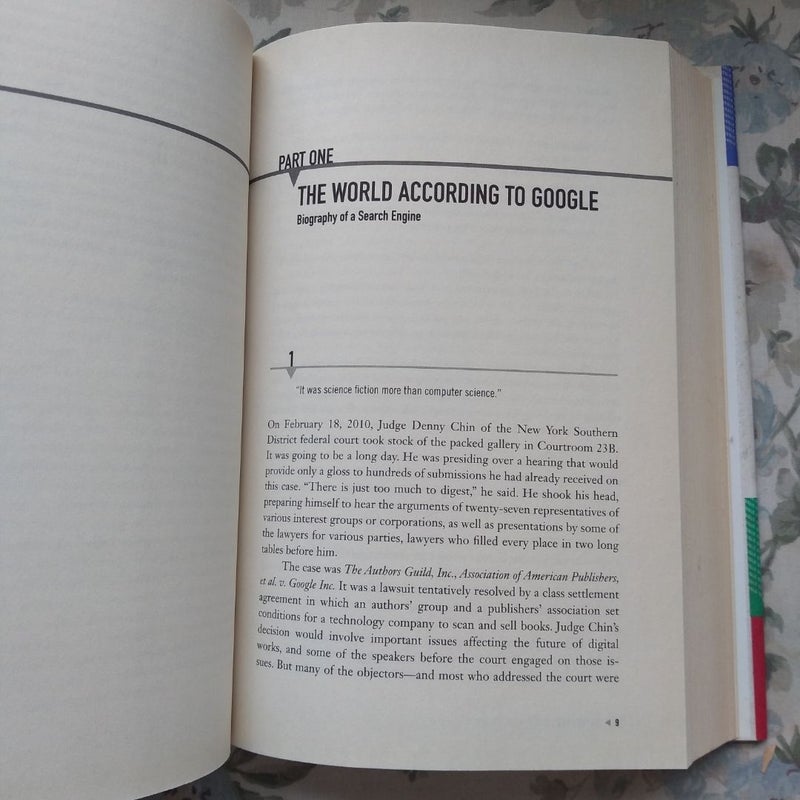 PART ONE
THE WORLD ACCORDING TO GOOGLE
Biography of a Search Engine
1
"It was science fiction more than computer science."
On February 18, 2010, Judge Denny Chin of the New York Southern
District federal court took stock of the packed gallery in Courtroom 23B.
It was going to be a long day. He was presiding over a hearing that would
provide only a gloss to hundreds of submissions he had already received on
this case. "There is just too much to digest," he said. He shook his head,
preparing himself to hear the arguments of twenty-seven representatives of
various interest groups or corporations, as well as presentations by some of
the lawyers for various parties, lawyers who filled every place in two long
tables before him.
The case was The Authors Guild, Inc., Association of American Publishers,
et al. v. Google Inc. It was a lawsuit tentatively resolved by a class settlement
agreement in which an authors' group and a publishers' association set
conditions for a technology company to scan and sell books. Judge Chin's
decision would involve important issues affecting the future of digital
works, and some of the speakers before the court engaged on those is-
sues. But many of the objectors—and most who addressed the court were
9